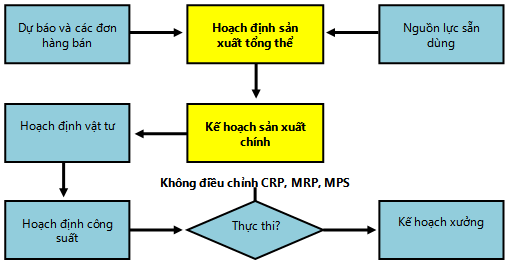 Dự báo và các đơn
hàng bán
Hoạch định sản
xuất tổng thể
Nguồn lực sẵn
dùng
Hoạch định vật tư
Kế hoạch sản xuất
chính
Không điều chỉnh CRP, MRP, MPS
Hoạch định công
suất
Thực thi?
Kế hoạch xưởng